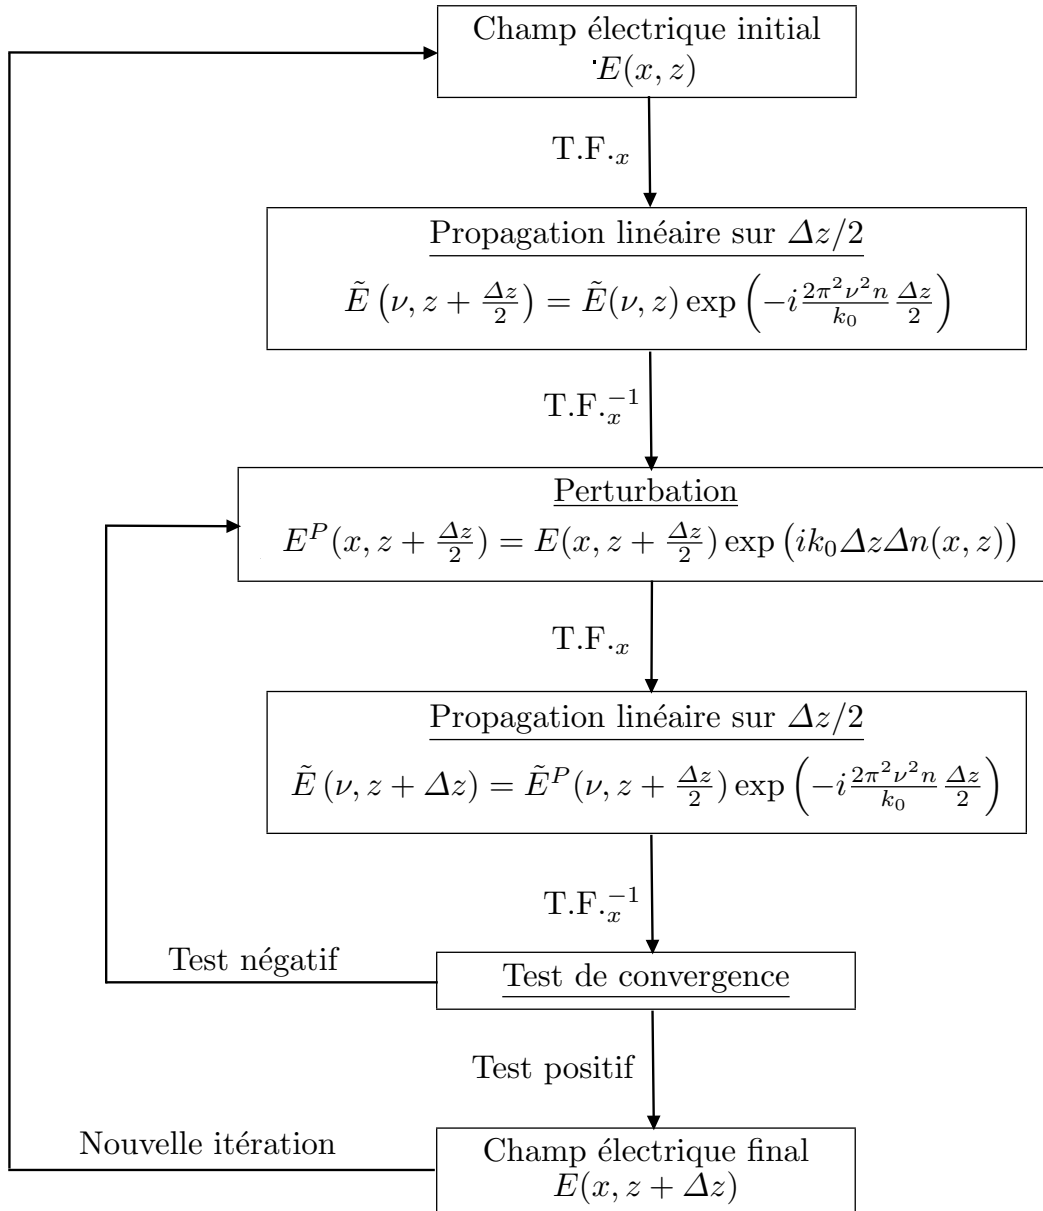 Champ électrique initial
E(x, z)
T.F.ₓ
Propagation linéaire sur Δz/2
Ẽ (ν, z + Δz/2) = Ẽ(ν, z) exp (−i 2π²ν²n/k₀ Δz/2)
T.F.ₓ⁻¹
Perturbation
Eᴾ(x, z + Δz/2) = E(x, z + Δz/2) exp (ik₀ΔzΔn(x, z))
T.F.ₓ
Propagation linéaire sur Δz/2
Ẽ (ν, z + Δz) = Ẽᴾ(ν, z + Δz/2) exp (−i 2π²ν²n/k₀ Δz/2)
T.F.ₓ⁻¹
Test négatif
Test de convergence
Test positif
Nouvelle itération
Champ électrique final
E(x, z + Δz)